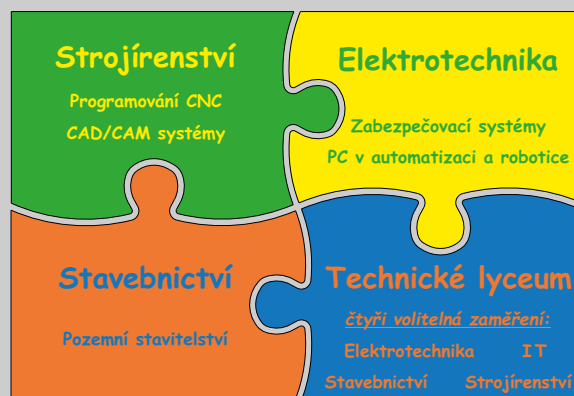 Strojírenství
Programování CNC
CAD/CAM systémy
Elektrotechnika
Zabezpečovací systémy
PC v automatizaci a robotice
Stavebnictví
Pozemní stavitelství
Technické lyceum
čtyři volitelná zaměření:
Elektrotechnika IT
Stavebnictví Strojírenství